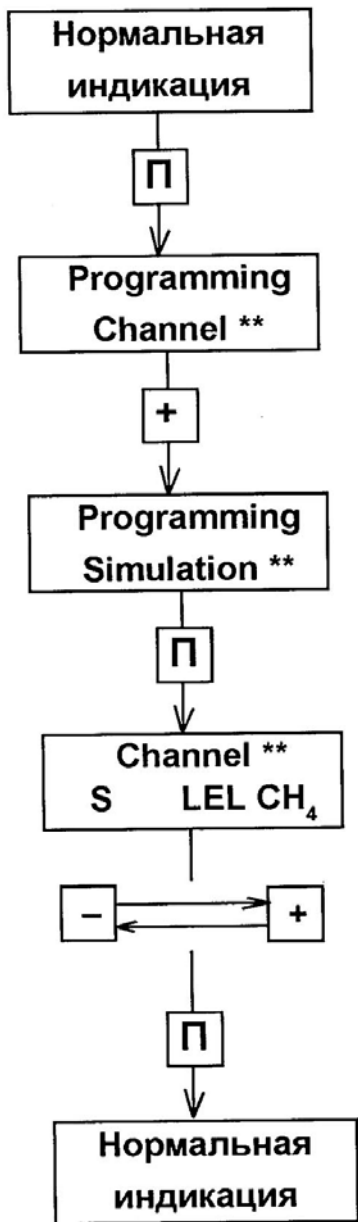 Нормальная
индикация
П
Programming
Channel **
+
Programming
Simulation **
П
Channel **
S LEL CH₄
– +
П
Нормальная
индикация